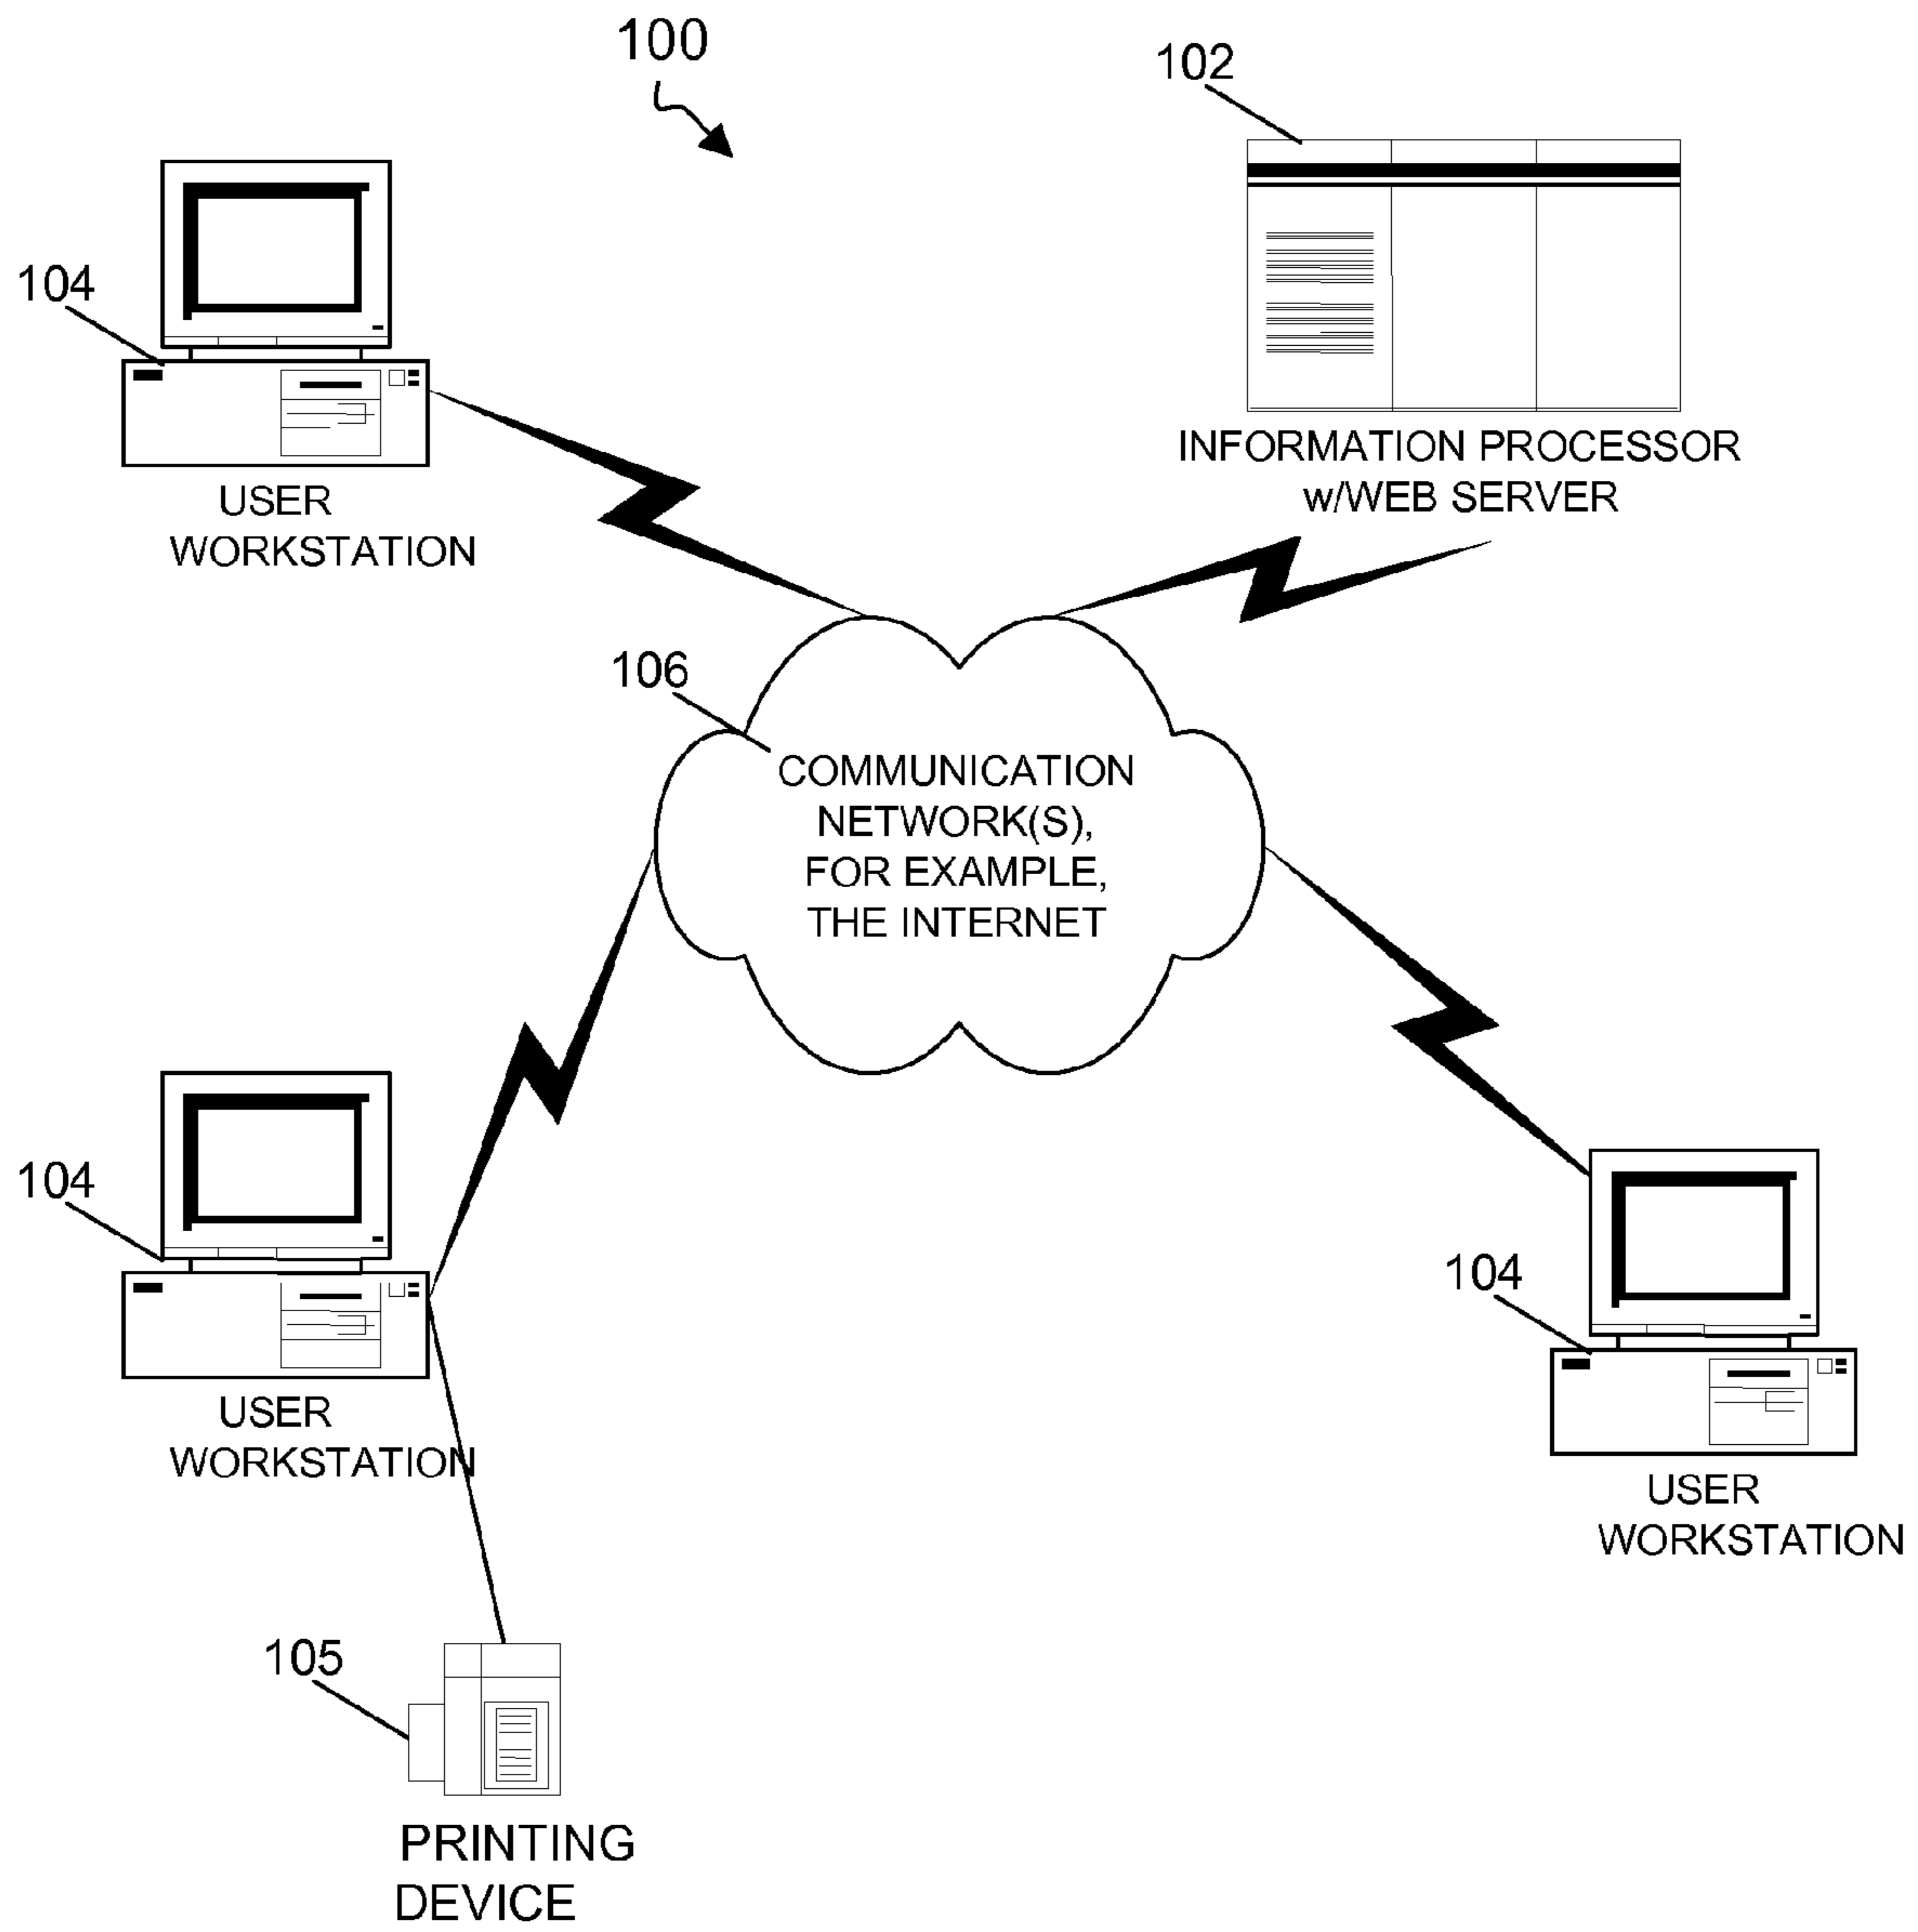 100
102
104
USER
WORKSTATION
INFORMATION PROCESSOR
w/WEB SERVER
106
COMMUNICATION
NETWORK(S),
FOR EXAMPLE,
THE INTERNET
104
USER
WORKSTATION
104
USER
WORKSTATION
105
PRINTING
DEVICE